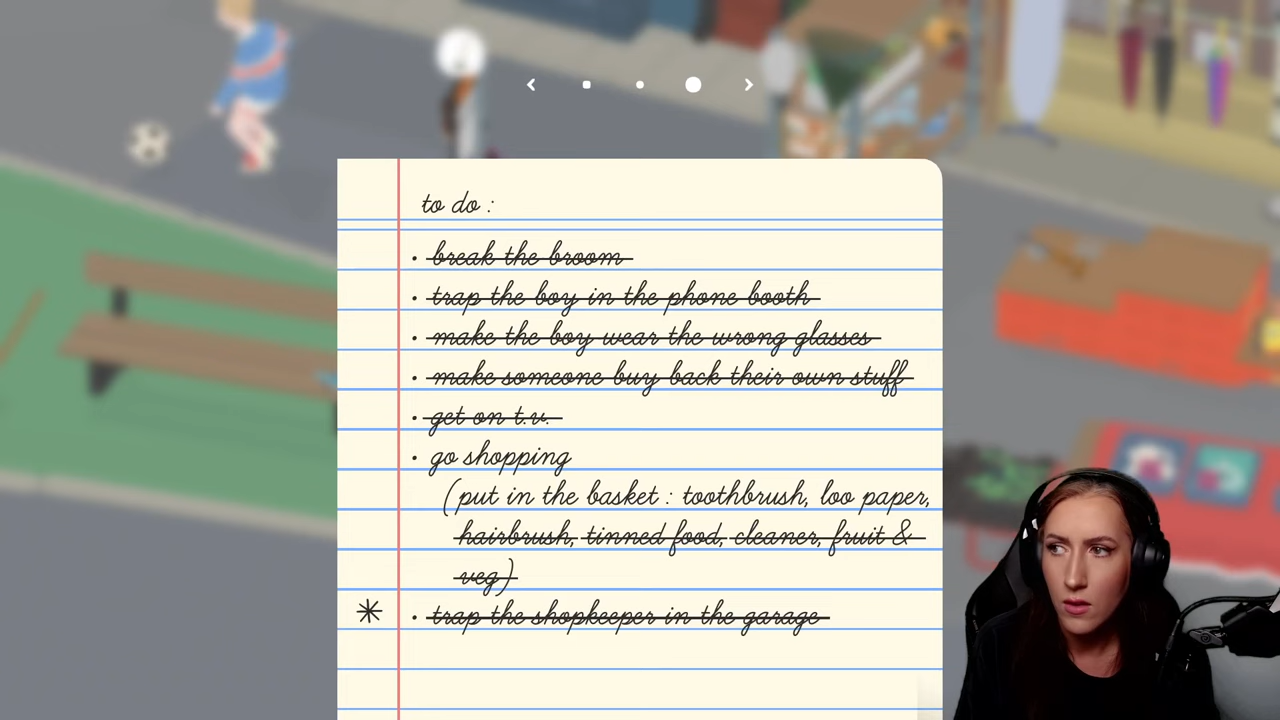 to do :
• break the broom
• trap the boy in the phone booth
• make the boy wear the wrong glasses
• make someone buy back their own stuff
• get on t.v.
• go shopping
(put in the basket : toothbrush, loo paper,
hairbrush, tinned food, cleaner, fruit &
veg)
* • trap the shopkeeper in the garage